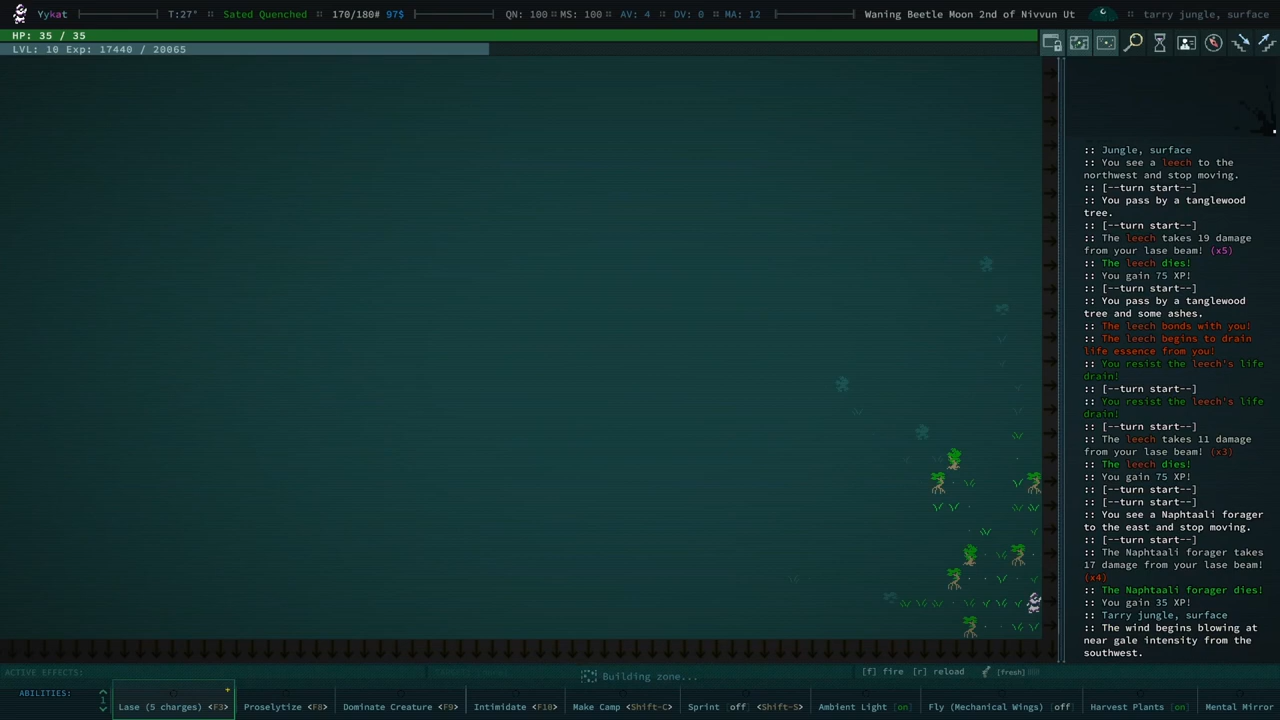 Yykat T:27° :: Sated Quenched :: 170/180# 97$ QN: 100 :: MS: 100 :: AV: 4 :: DV: 0 :: MA: 12 Waning Beetle Moon 2nd of Nivvun Ut :: tarry jungle, surface
HP: 35 / 35
LVL: 10 Exp: 17440 / 20065
:: Jungle, surface
:: You see a leech to the
northwest and stop moving.
:: [--turn start--]
:: You pass by a tanglewood
tree.
:: [--turn start--]
:: The leech takes 19 damage
from your lase beam! (x5)
:: The leech dies!
:: You gain 75 XP!
:: [--turn start--]
:: You pass by a tanglewood
tree and some ashes.
:: The leech bonds with you!
:: The leech begins to drain
life essence from you!
:: You resist the leech's life
drain!
:: [--turn start--]
:: You resist the leech's life
drain!
:: [--turn start--]
:: The leech takes 11 damage
from your lase beam! (x3)
:: The leech dies!
:: You gain 75 XP!
:: [--turn start--]
:: [--turn start--]
:: You see a Naphtaali forager
to the east and stop moving.
:: [--turn start--]
:: The Naphtaali forager takes
17 damage from your lase beam!
(x4)
:: The Naphtaali forager dies!
:: You gain 35 XP!
:: Tarry jungle, surface
:: The wind begins blowing at
near gale intensity from the
southwest.
ACTIVE EFFECTS: Building zone... [f] fire [r] reload [fresh]
ABILITIES: 1 Lase (5 charges) <F3> Proselytize <F8> Dominate Creature <F9> Intimidate <F10> Make Camp <Shift-C> Sprint [off] <Shift-S> Ambient Light [on] Fly (Mechanical Wings) [off] Harvest Plants [on] Mental Mirror